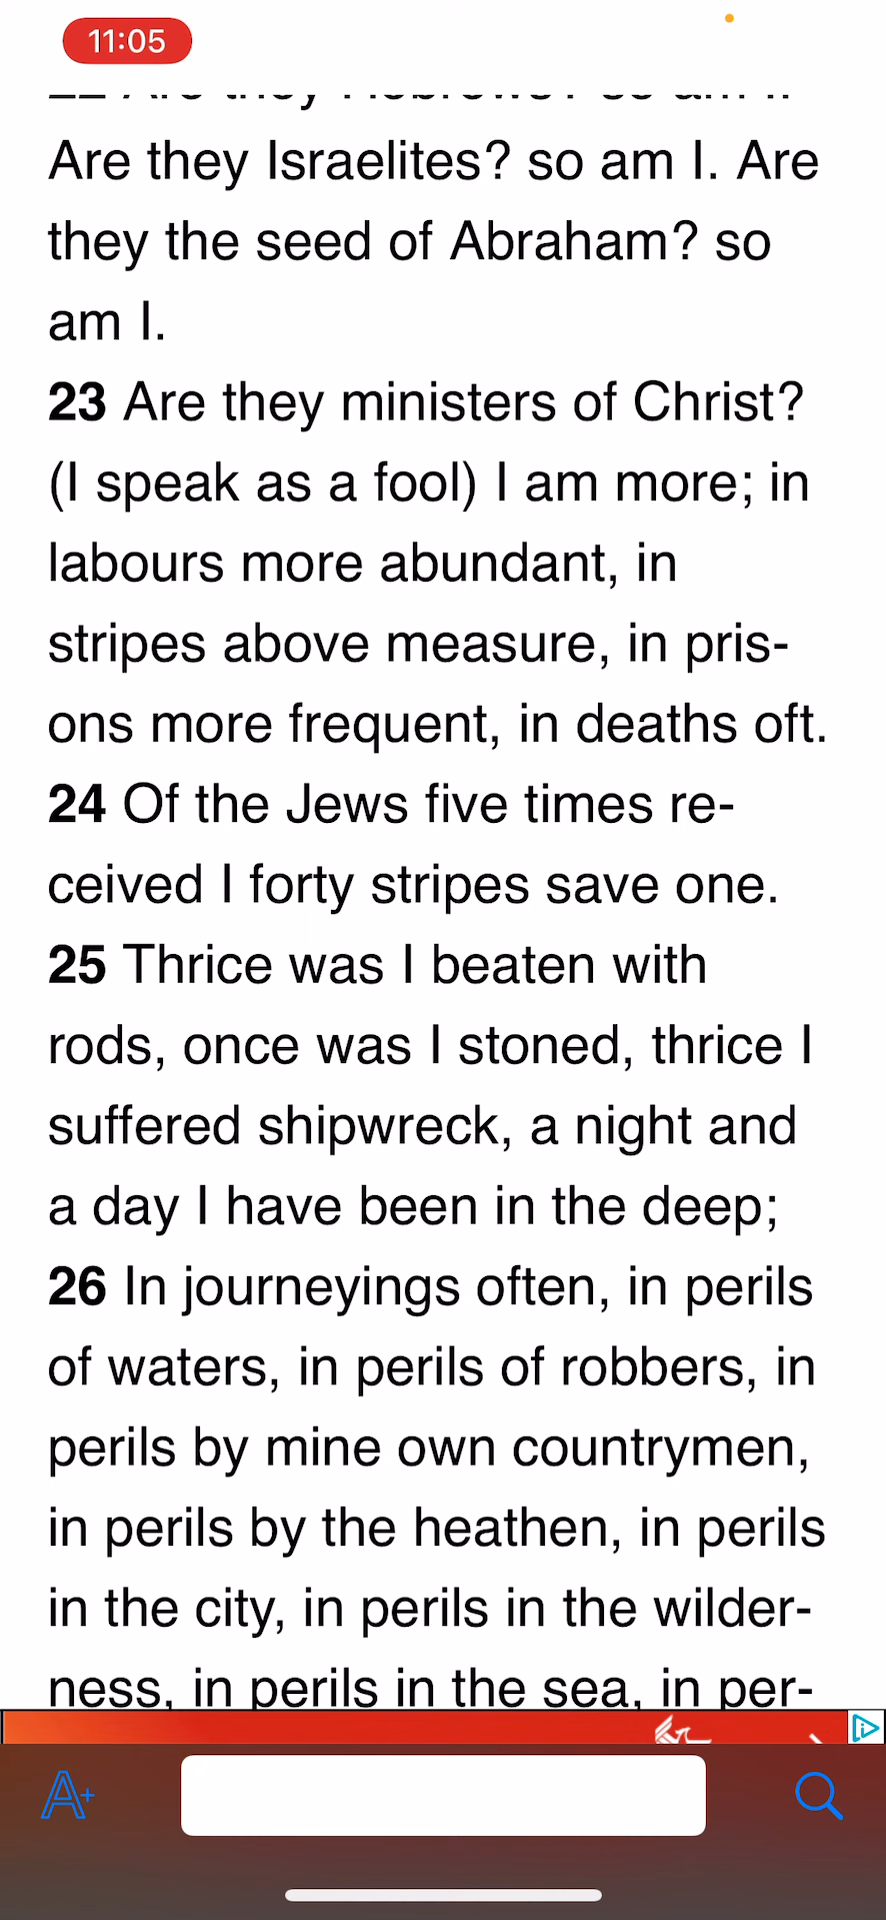 11:05
Are they Israelites? so am I. Are
they the seed of Abraham? so
am I.
23 Are they ministers of Christ?
(I speak as a fool) I am more; in
labours more abundant, in
stripes above measure, in pris-
ons more frequent, in deaths oft.
24 Of the Jews five times re-
ceived I forty stripes save one.
25 Thrice was I beaten with
rods, once was I stoned, thrice I
suffered shipwreck, a night and
a day I have been in the deep;
26 In journeyings often, in perils
of waters, in perils of robbers, in
perils by mine own countrymen,
in perils by the heathen, in perils
in the city, in perils in the wilder-
ness, in perils in the sea, in per-
A+